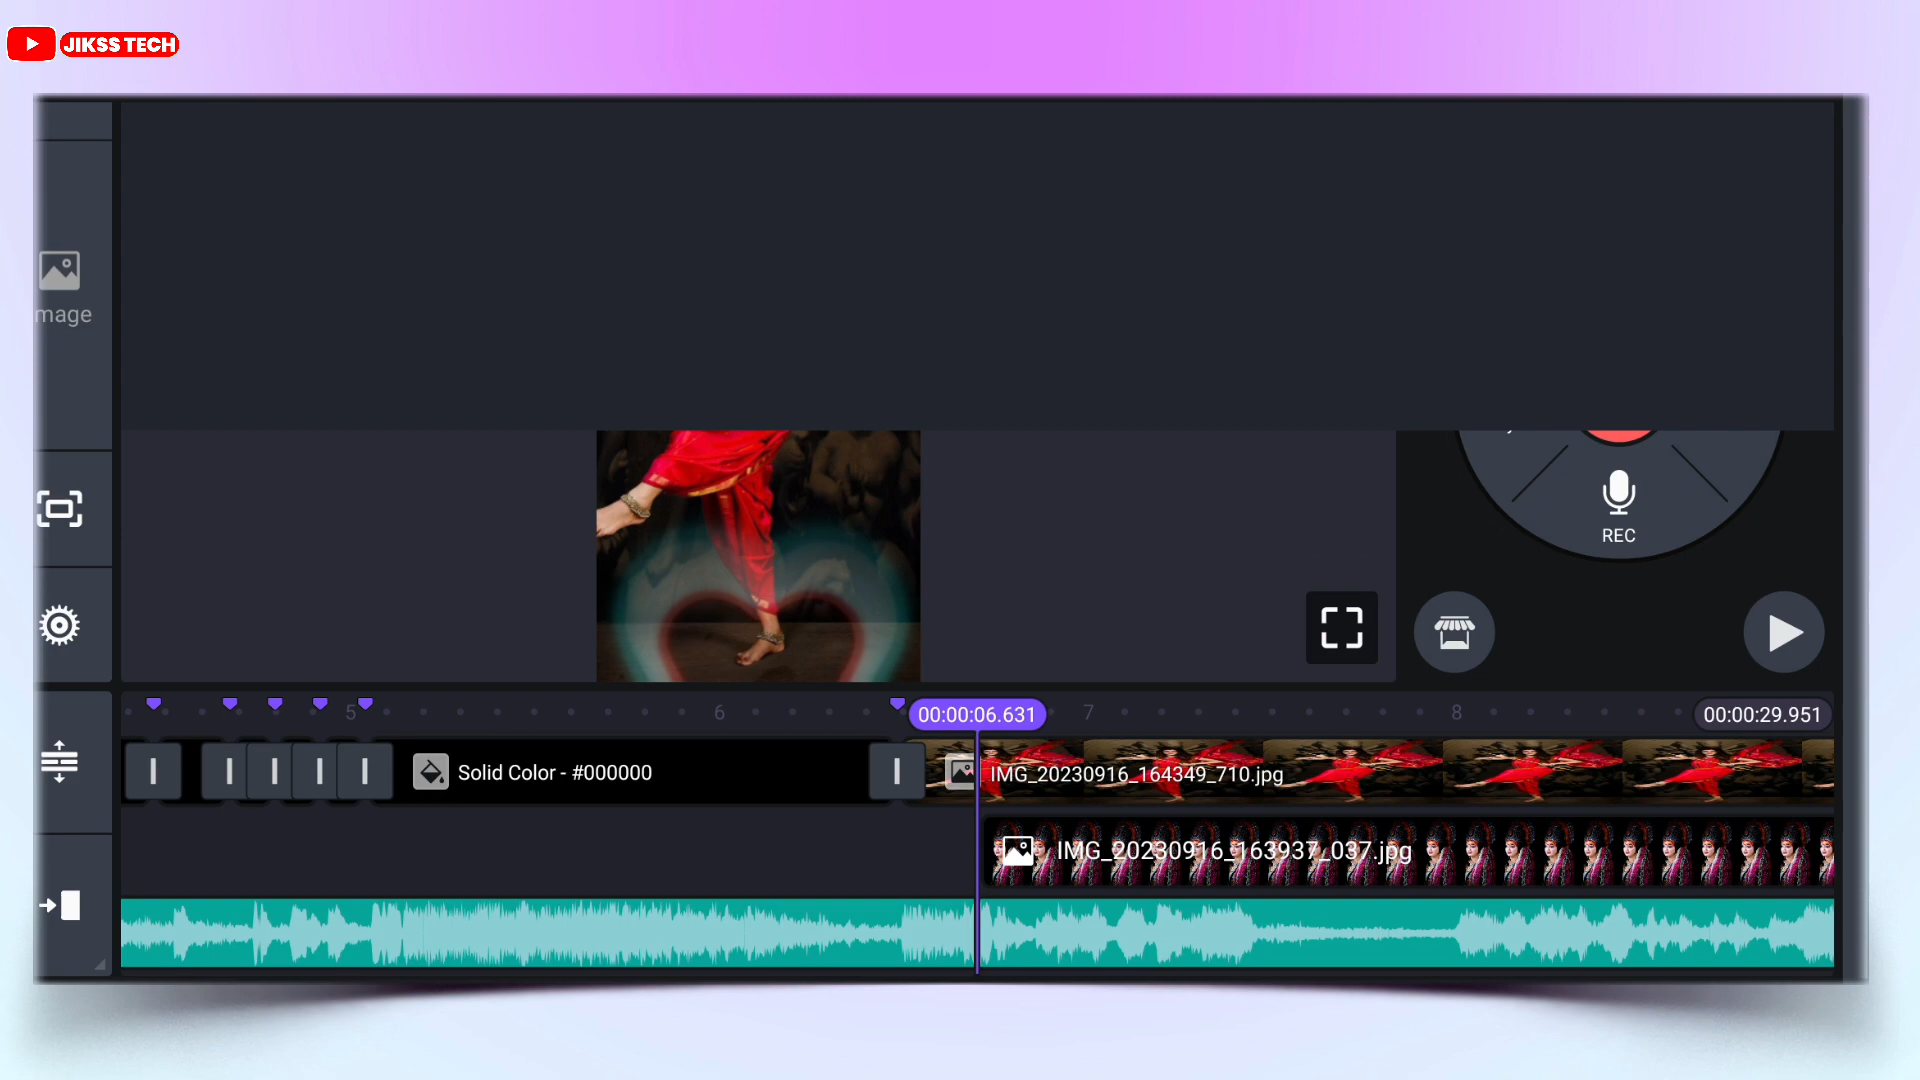 JIKSS TECH
mage
REC
5
6
00:00:06.631
7
8
00:00:29.951
Solid Color - #000000
IMG_20230916_164349_710.jpg
IMG_20230916_163937_037.jpg